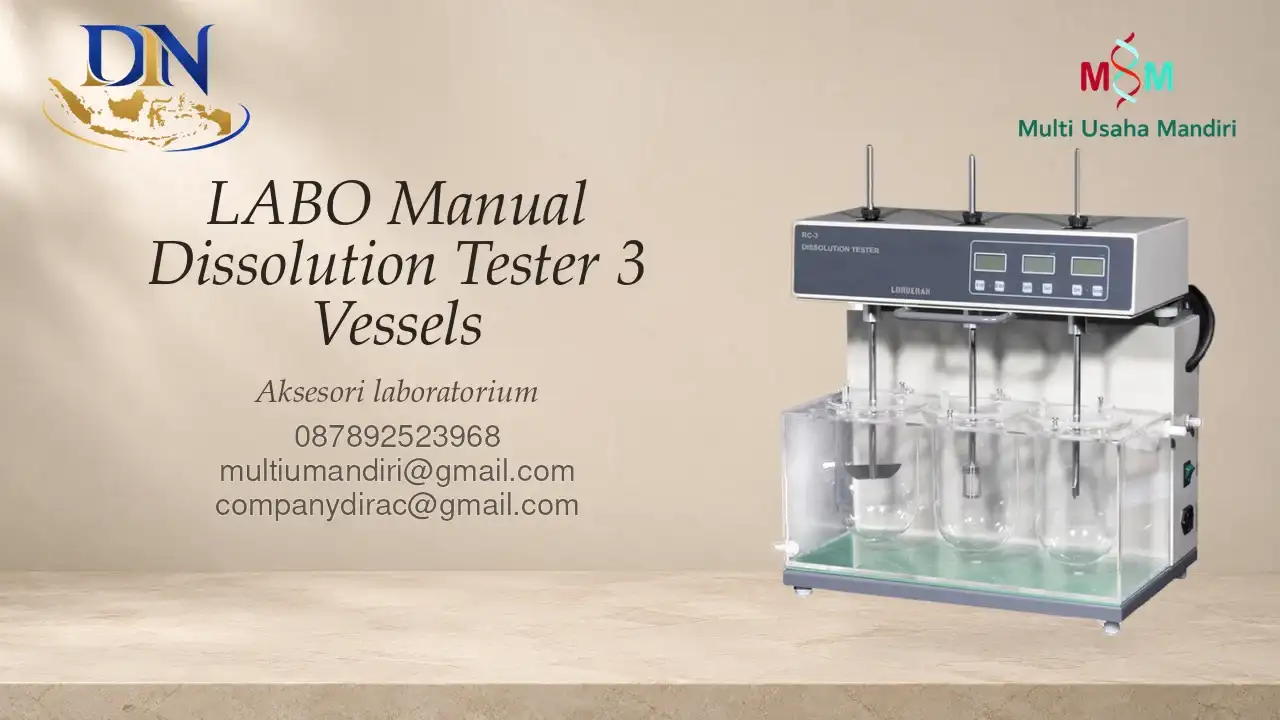 DN
MSM
Multi Usaha Mandiri
LABO Manual
Dissolution Tester 3
Vessels
Aksesori laboratorium
087892523968
multiumandiri@gmail.com
companydirac@gmail.com
RC-3
DISSOLUTION TESTER